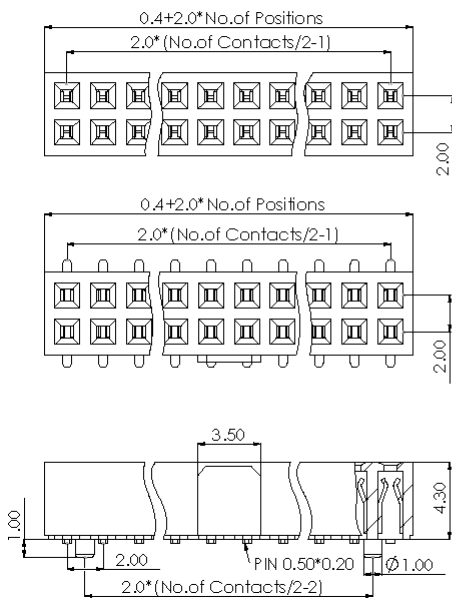 0.4+2.0*No.of Positions
2.0*(No.of Contacts/2-1)
2.00
0.4+2.0*No.of Positions
2.0*(No.of Contacts/2-1)
2.00
3.50
1.00
4.30
2.00
PIN 0.50*0.20
Ø1.00
2.0*(No.of Contacts/2-2)